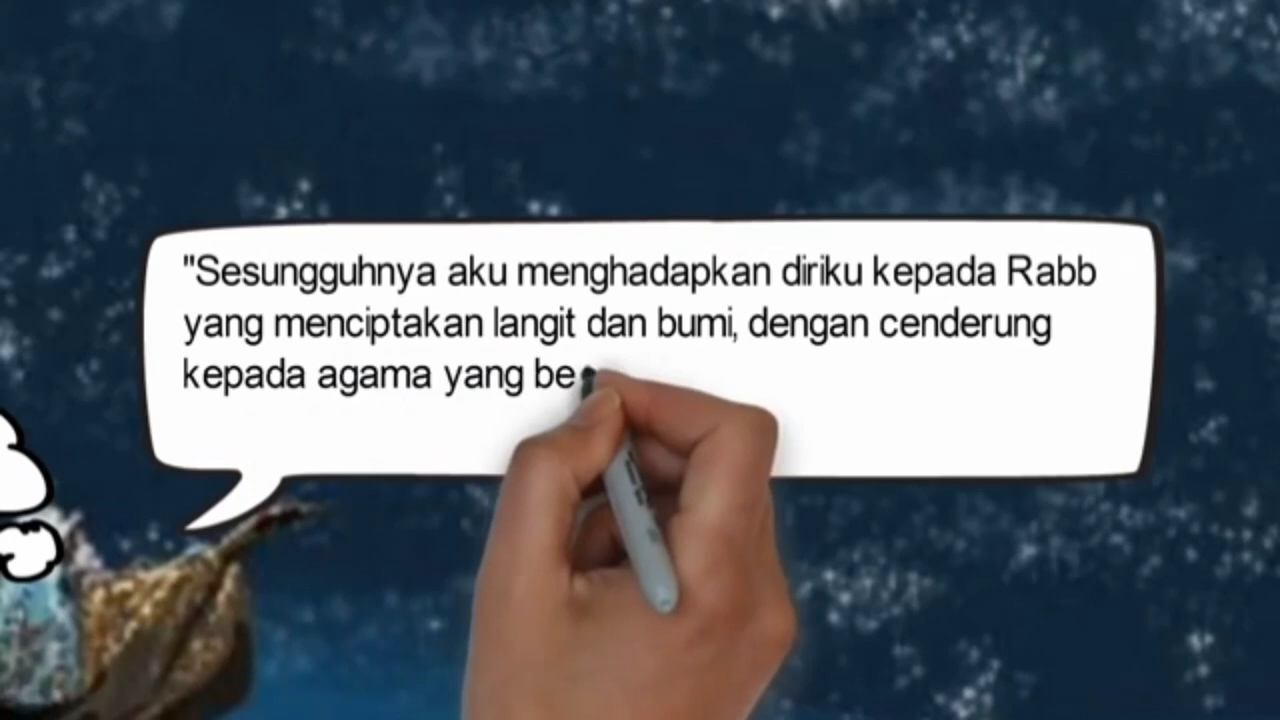 "Sesungguhnya aku menghadapkan diriku kepada Rabb
yang menciptakan langit dan bumi, dengan cenderung
kepada agama yang be